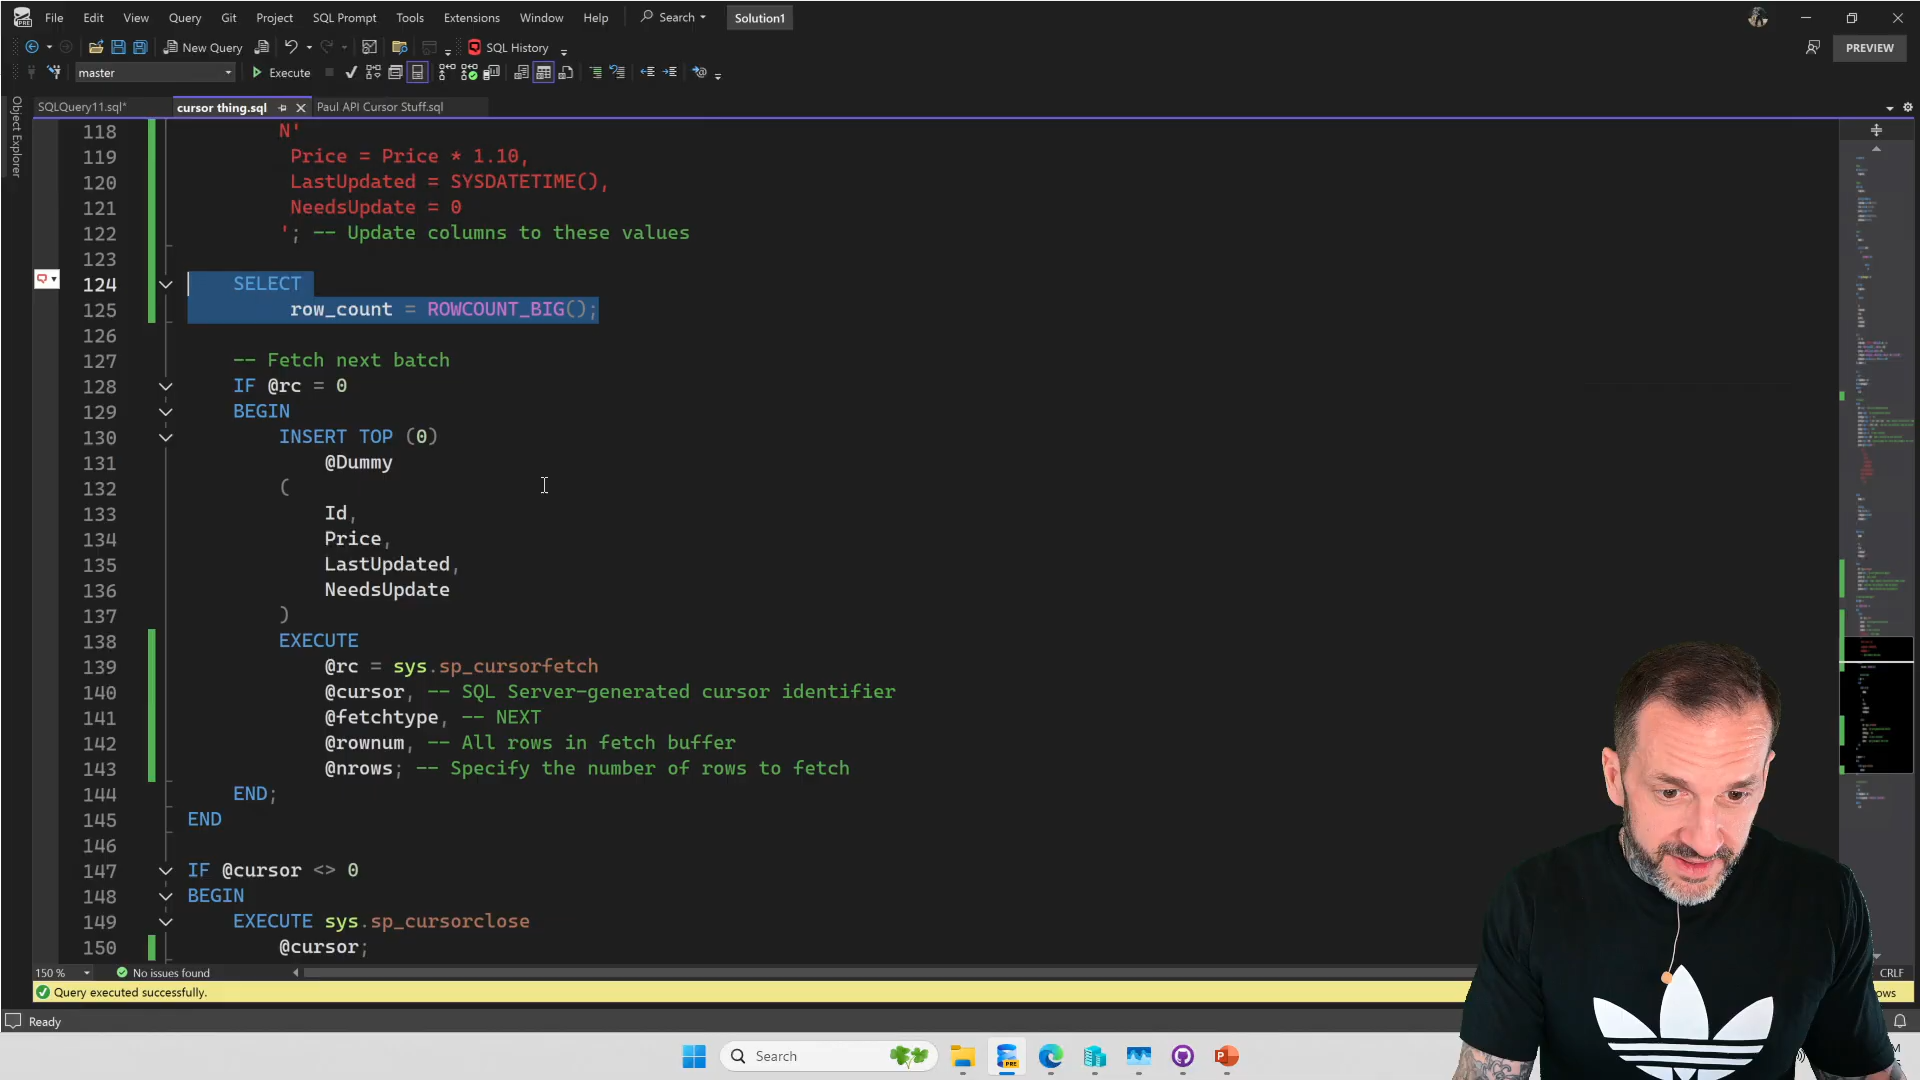 File Edit View Query Git Project SQL Prompt Tools Extensions Window Help Search Solution1
New Query SQL History PREVIEW
master Execute
SQLQuery11.sql* cursor thing.sql Paul API Cursor Stuff.sql
Object Explorer
118 N'
119 Price = Price * 1.10,
120 LastUpdated = SYSDATETIME(),
121 NeedsUpdate = 0
122 '; -- Update columns to these values
123
124 SELECT
125 row_count = ROWCOUNT_BIG();
126
127 -- Fetch next batch
128 IF @rc = 0
129 BEGIN
130 INSERT TOP (0)
131 @Dummy
132 (
133 Id,
134 Price,
135 LastUpdated,
136 NeedsUpdate
137 )
138 EXECUTE
139 @rc = sys.sp_cursorfetch
140 @cursor, -- SQL Server-generated cursor identifier
141 @fetchtype, -- NEXT
142 @rownum, -- All rows in fetch buffer
143 @nrows; -- Specify the number of rows to fetch
144 END;
145 END
146
147 IF @cursor <> 0
148 BEGIN
149 EXECUTE sys.sp_cursorclose
150 @cursor;
150 % No issues found CRLF
Query executed successfully.
Ready
Search